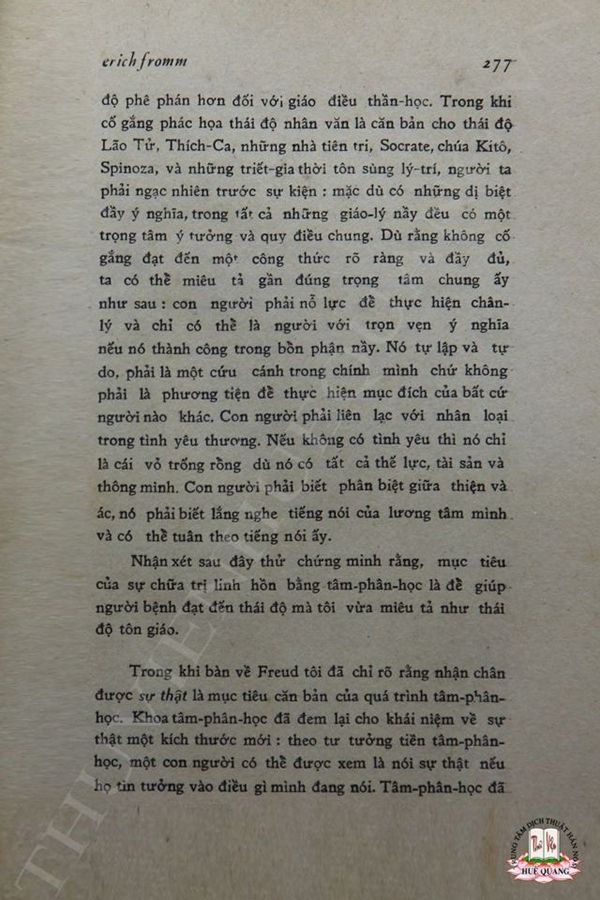 erich fromm 277
độ phê phán hơn đối với giáo điều thần-học. Trong khi
cố gắng phác họa thái độ nhân văn là căn bản cho thái độ
Lão Tử, Thích-Ca, những nhà tiên tri, Socrate, chúa Kitô,
Spinoza, và những triết-gia thời tôn sùng lý-trí, người ta
phải ngạc nhiên trước sự kiện : mặc dù có những dị biệt
đầy ý nghĩa, trong tất cả những giáo-lý nầy đều có một
trọng tâm ý tưởng và quy điều chung. Dù rằng không cố
gắng đạt đến một công thức rõ ràng và đầy đủ,
ta có thể miêu tả gần đúng trọng tâm chung ấy
như sau : con người phải nỗ lực để thực hiện chân-
lý và chỉ có thể là người với trọn vẹn ý nghĩa
nếu nó thành công trong bồn phận nầy. Nó tự lập và tự
do, phải là một cứu cánh trong chính mình chứ không
phải là phương tiện để thực hiện mục đích của bất cứ
người nào khác. Con người phải liên lạc với nhân loại
trong tình yêu thương. Nếu không có tình yêu thì nó chỉ
là cái vỏ trống rỗng dù nó có tất cả thế lực, tài sản và
thông minh. Con người phải biết phân biệt giữa thiện và
ác, nó phải biết lắng nghe tiếng nói của lương tâm mình
và có thể tuân theo tiếng nói ấy.
Nhận xét sau đây thử chứng minh rằng, mục tiêu
của sự chữa trị linh hồn bằng tâm-phân-học là để giúp
người bệnh đạt đến thái độ mà tôi vừa miêu tả như thái
độ tôn giáo.
Trong khi bàn về Freud tôi đã chỉ rõ rằng nhận chân
được sự thật là mục tiêu căn bản của quá trình tâm-phân-
học. Khoa tâm-phân-học đã đem lại cho khái niệm về sự
thật một kích thước mới : theo tư tưởng tiền tâm-phân-
học, một con người có thể được xem là nói sự thật nếu
họ tin tưởng vào điều gì mình đang nói. Tâm-phân-học đã
TRUNG TÂM DỊCH THUẬT HÁN NÔM
HUỆ QUANG